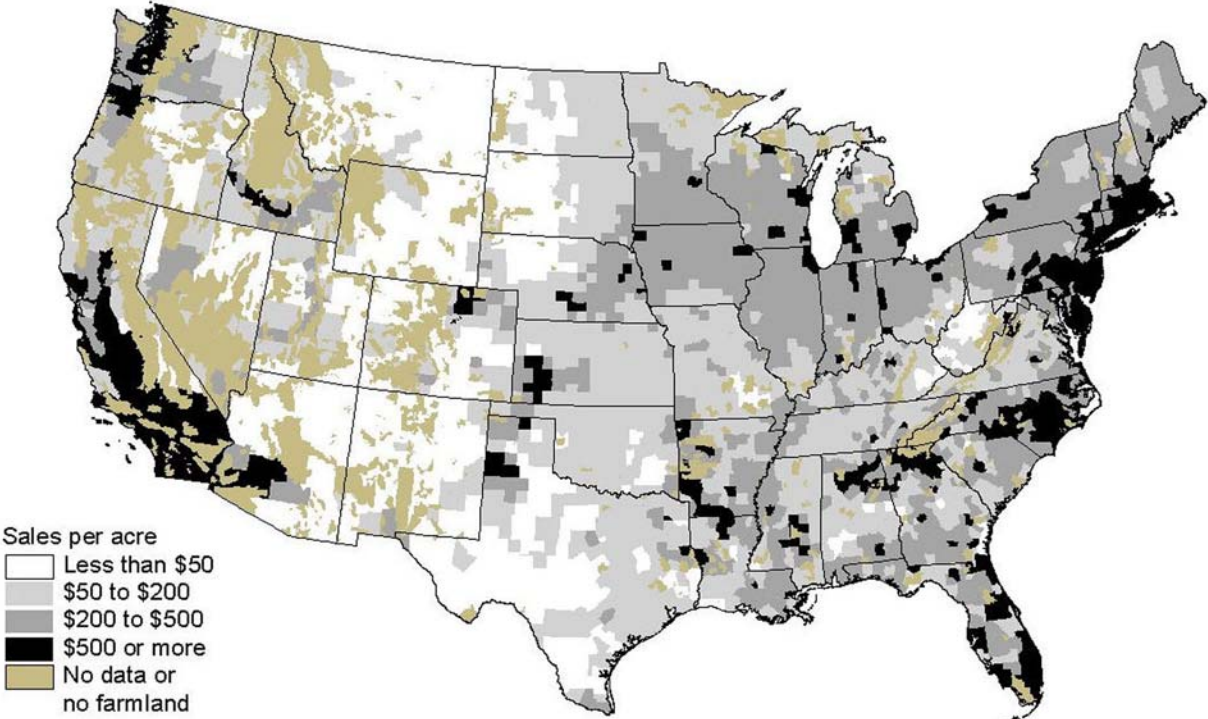 Sales per acre
Less than $50
$50 to $200
$200 to $500
$500 or more
No data or
no farmland